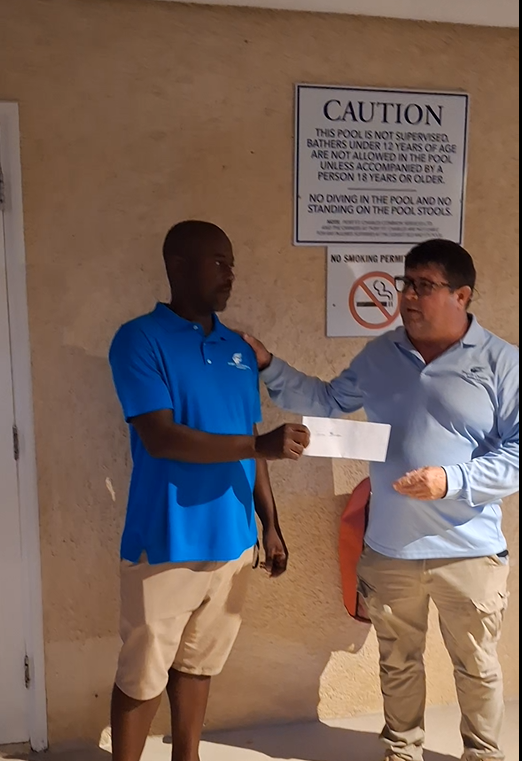 CAUTION
THIS POOL IS NOT SUPERVISED,
BATHERS UNDER 12 YEARS OF AGE
ARE NOT ALLOWED IN THE POOL
UNLESS ACCOMPANIED BY A
PERSON 18 YEARS OR OLDER.
NO DIVING IN THE POOL AND NO
STANDING ON THE POOL STOOLS.
NO SMOKING PERMIT